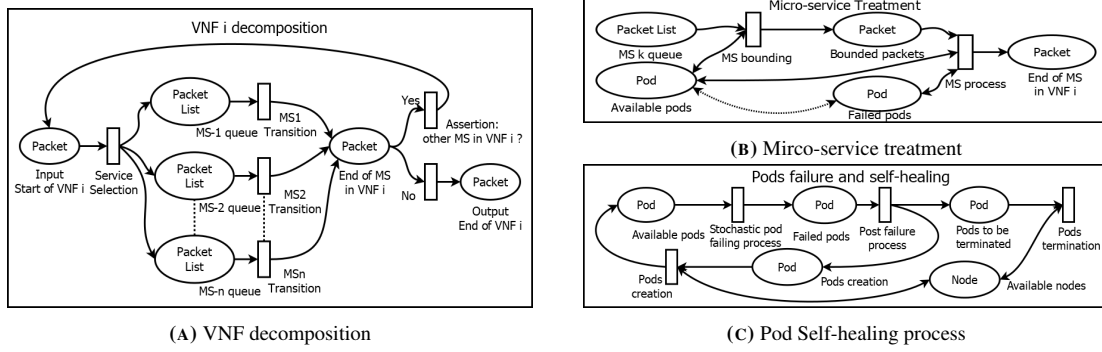 VNF i decomposition
Yes
Packet
List
MS-1 queue
MS1
Transition
Assertion:
other MS in VNF i ?
Packet
Input
Start of VNF i
Service
Selection
Packet
List
MS-2 queue
MS2
Transition
Packet
End of MS
in VNF i
No
Packet
Output
End of VNF i
Packet
List
MS-n queue
MSn
Transition
(A) VNF decomposition
Micro-service Treatment
Packet List
MS k queue
MS bounding
Packet
Bounded packets
Packet
End of MS
in VNF i
MS process
Pod
Available pods
Pod
Failed pods
(B) Mirco-service treatment
Pods failure and self-healing
Pod
Available pods
Stochastic pod
failing process
Pod
Failed pods
Post failure
process
Pod
Pods to be
terminated
Pods
termination
Pods
creation
Pod
Pods creation
Node
Available nodes
(C) Pod Self-healing process